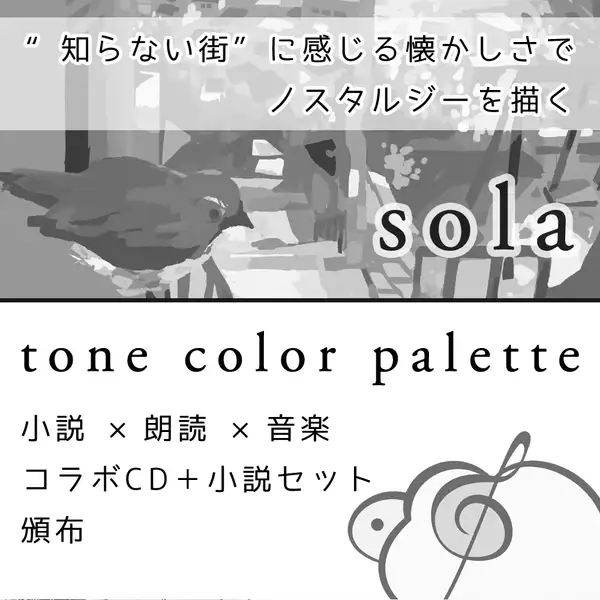 “知らない街”に感じる懐かしさで
ノスタルジーを描く
sola
tone color palette
小説 × 朗読 × 音楽
コラボCD＋小説セット
頒布